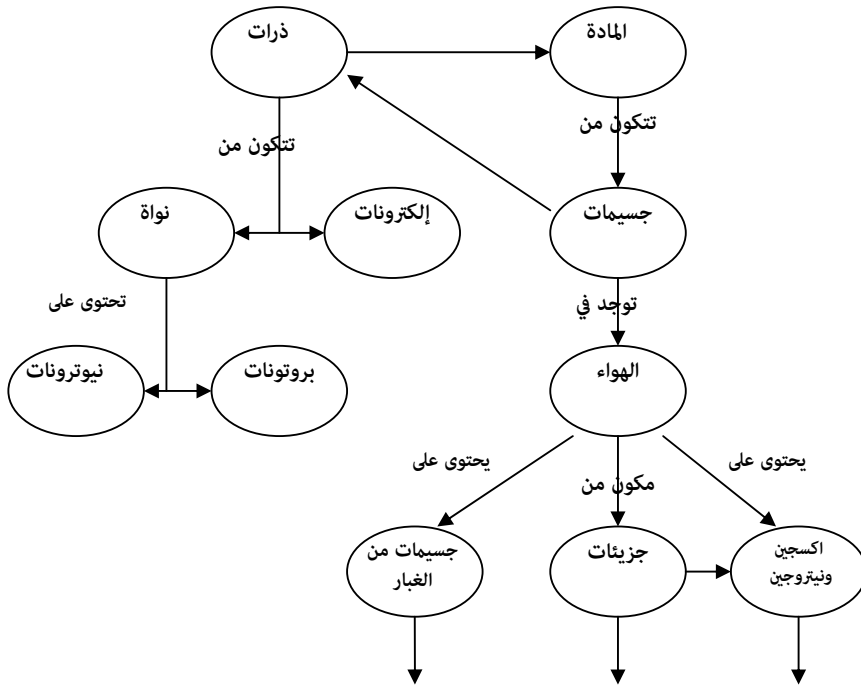 المادة
ذرات
تتكون من
تتكون من
جسيمات
إلكترونات
نواة
توجد في
تحتوى على
الهواء
بروتونات
نيوترونات
يحتوى على
مكون من
يحتوى على
اكسجين
ونيتروجين
جزيئات
جسيمات من
الغبار